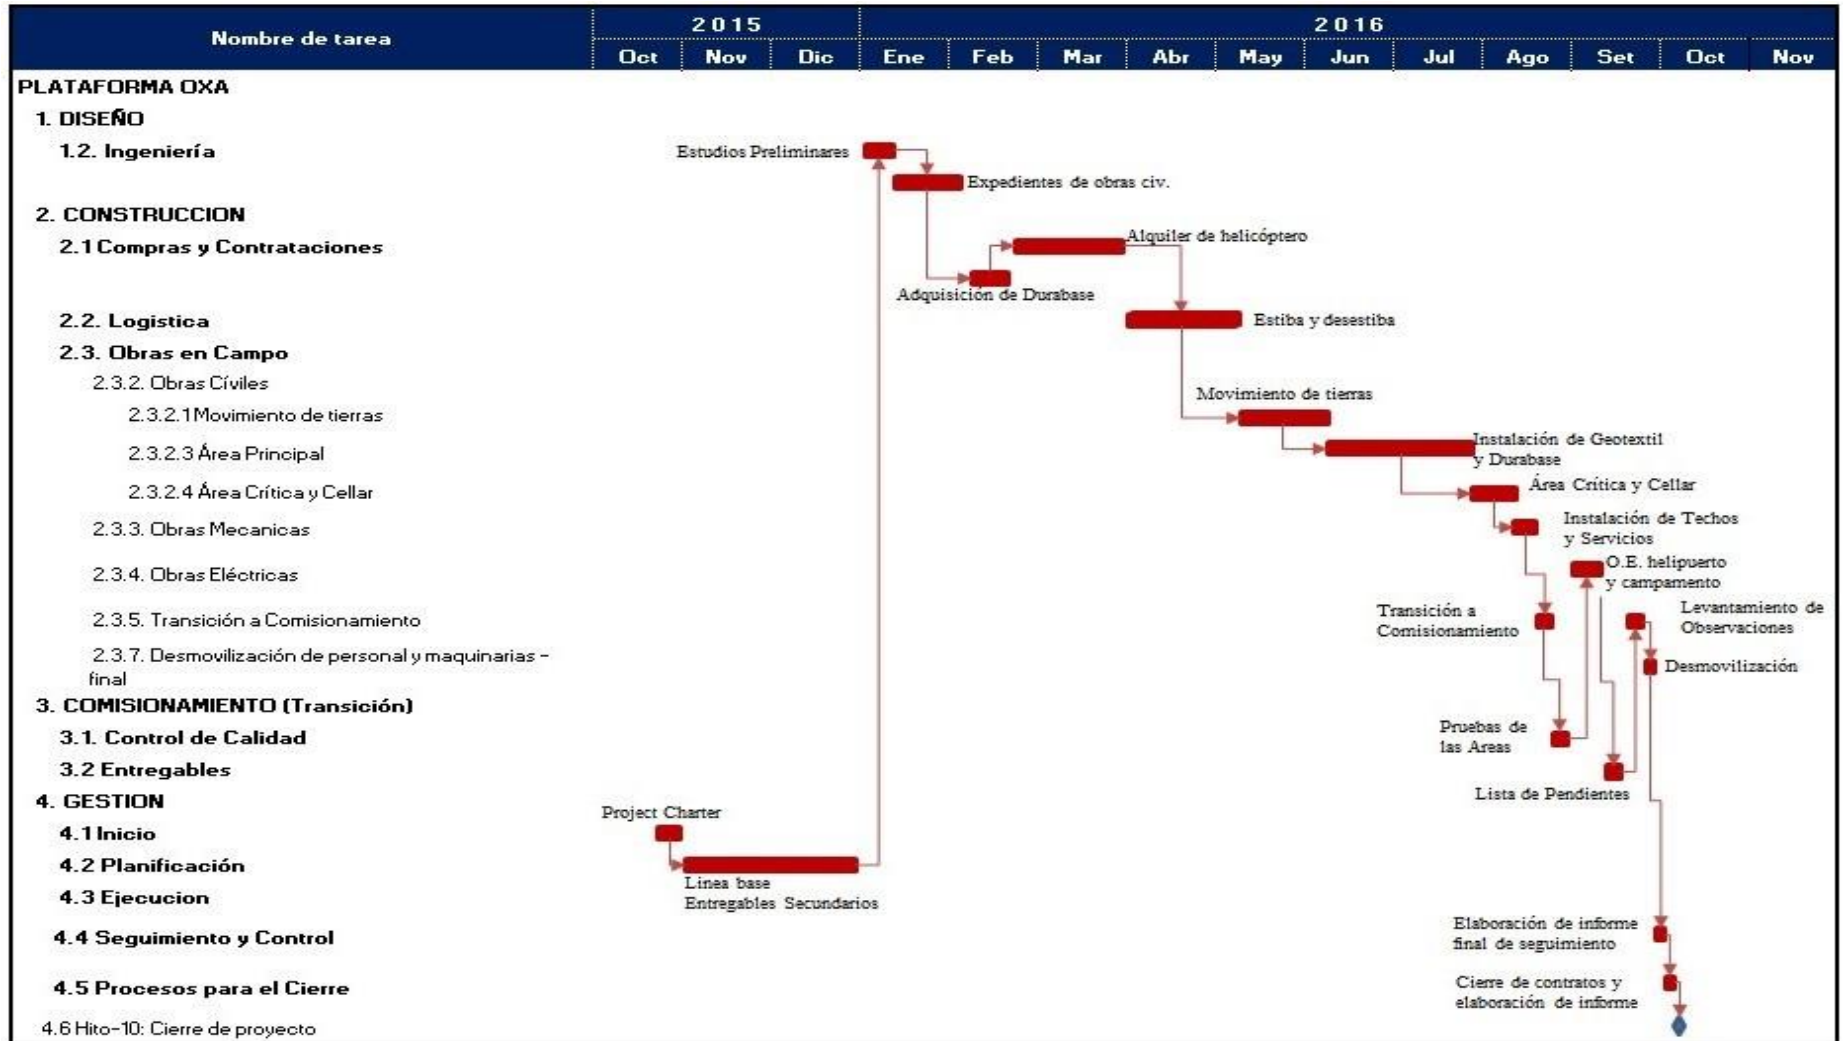 Nombre de tarea
2015
2016
Oct Nov Dic Ene Feb Mar Abr May Jun Jul Ago Set Oct Nov
PLATAFORMA OXA
1. DISEÑO
1.2. Ingeniería
Estudios Preliminares
Expedientes de obras civ.
2. CONSTRUCCION
2.1 Compras y Contrataciones
Alquiler de helicóptero
Adquisición de Durabase
2.2. Logistica
Estiba y desestiba
2.3. Obras en Campo
2.3.2. Obras Cíviles
Movimiento de tierras
2.3.2.1 Movimiento de tierras
2.3.2.3 Área Principal
Instalación de Geotextil
y Durabase
2.3.2.4 Área Crítica y Cellar
Área Crítica y Cellar
2.3.3. Obras Mecanicas
Instalación de Techos
y Servicios
2.3.4. Obras Eléctricas
O.E. helipuerto
y campamento
2.3.5. Transición a Comisionamiento
Transición a
Comisionamiento
Levantamiento de
Observaciones
2.3.7. Desmovilización de personal y maquinarias -
final
Desmovilización
3. COMISIONAMIENTO (Transición)
3.1. Control de Calidad
Pruebas de
las Areas
3.2 Entregables
Lista de Pendientes
4. GESTION
Project Charter
4.1 Inicio
4.2 Planificación
Linea base
Entregables Secundarios
4.3 Ejecucion
4.4 Seguimiento y Control
Elaboración de informe
final de seguimiento
4.5 Procesos para el Cierre
Cierre de contratos y
elaboración de informe
4.6 Hito-10: Cierre de proyecto